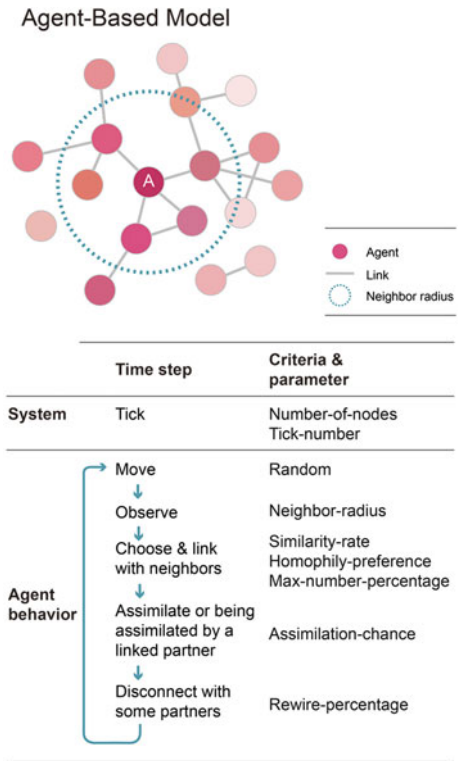 Agent-Based Model
A
Agent
Link
Neighbor radius
Time step
Criteria &
parameter
System
Tick
Number-of-nodes
Tick-number
Agent
behavior
Move
Random
Observe
Neighbor-radius
Choose & link
with neighbors
Similarity-rate
Homophily-preference
Max-number-percentage
Assimilate or being
assimilated by a
linked partner
Assimilation-chance
Disconnect with
some partners
Rewire-percentage